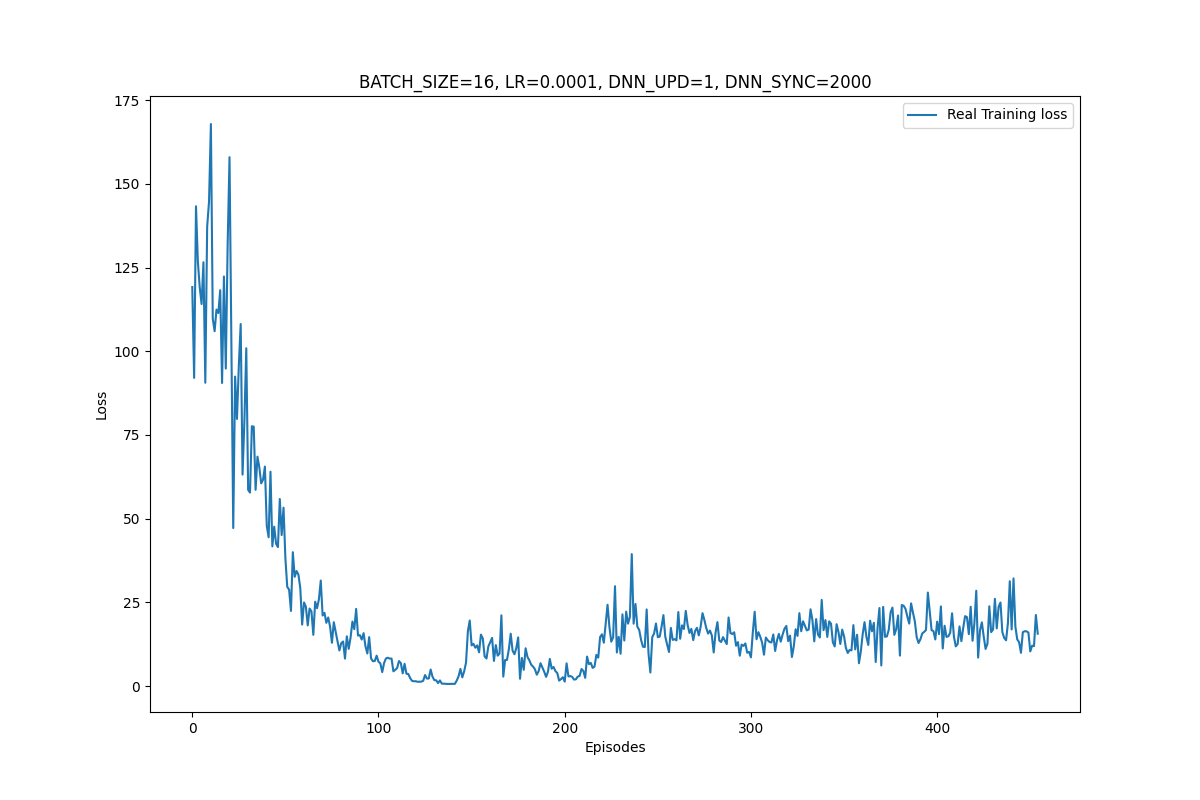 BATCH_SIZE=16, LR=0.0001, DNN_UPD=1, DNN_SYNC=2000
Real Training loss
175
150
125
100
75
50
25
0
Loss
0 100 200 300 400
Episodes